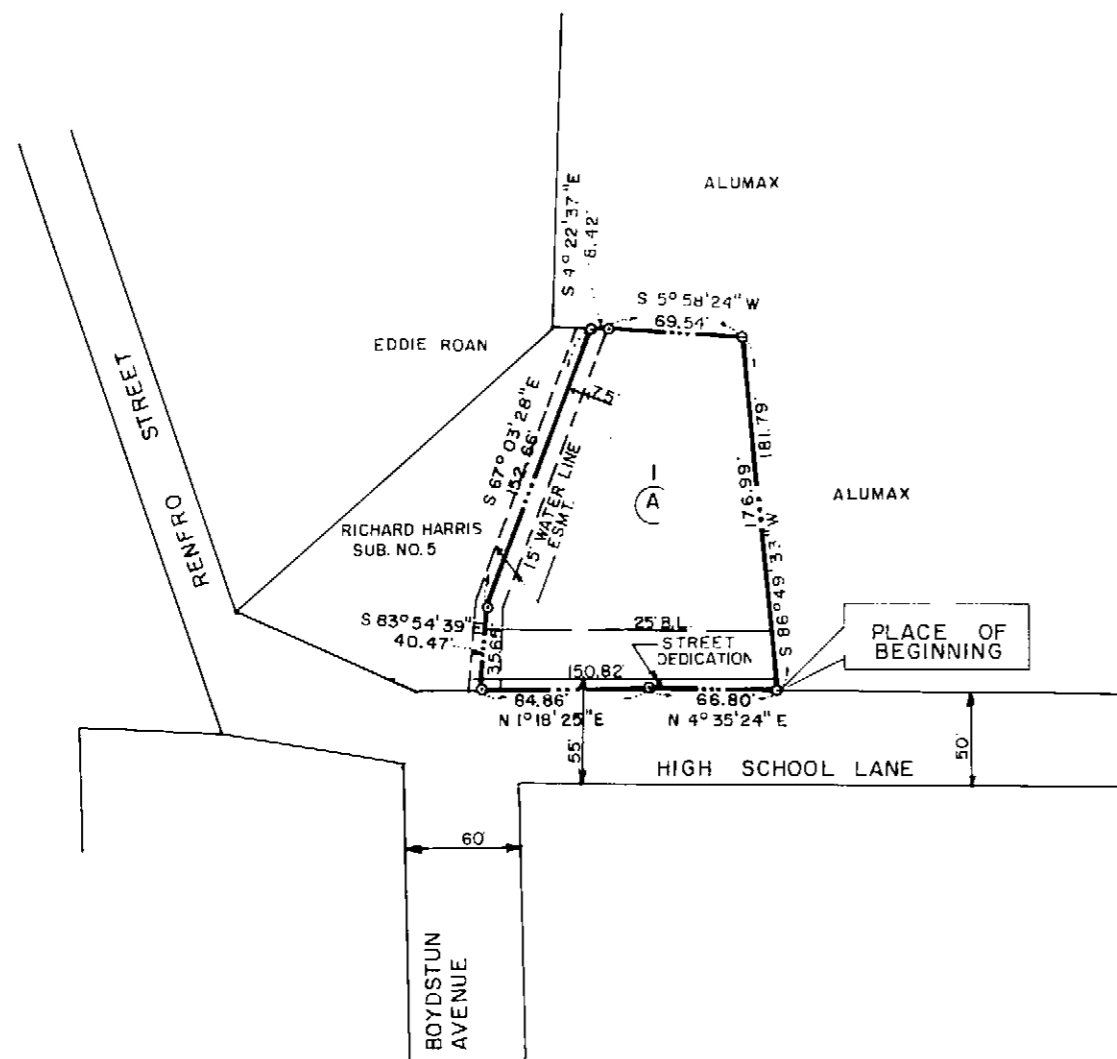 ALUMAX
S 4° 22' 37" E
8.42'
S 5° 58' 24" W
69.54'
EDDIE ROAN
RENFRO STREET
S 67° 03' 28" E
152.66'
7.5'
181.79'
176.99'
S 86° 49' 33" W
ALUMAX
1
A
15' WATER LINE
ESMT.
RICHARD HARRIS
SUB. NO. 5
S 83° 54' 39" E
40.47'
35.65'
25' B.L.
STREET
DEDICATION
PLACE OF
BEGINNING
150.82'
84.86'
66.80'
N 1° 18' 25" E
N 4° 35' 24" E
55'
HIGH SCHOOL LANE
50'
60'
BOYDSTUN
AVENUE